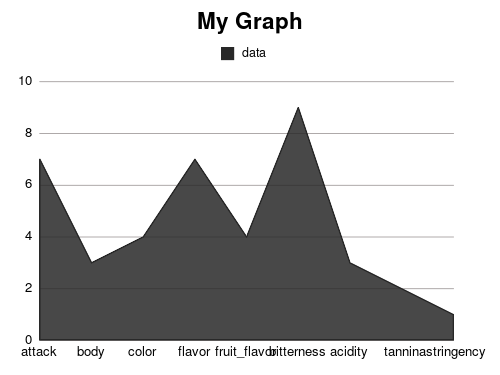 My Graph
data
10
8
6
4
2
0
attack body color flavor fruit_flavor bitterness acidity tannin astringency